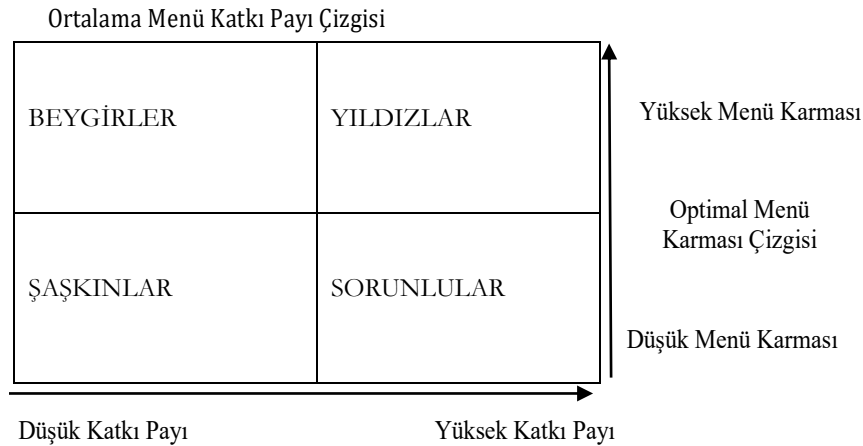 Ortalama Menü Katkı Payı Çizgisi
BEYGİRLER
YILDIZLAR
Yüksek Menü Karması
Optimal Menü
Karması Çizgisi
ŞAŞKINLAR
SORUNLULAR
Düşük Menü Karması
Düşük Katkı Payı
Yüksek Katkı Payı